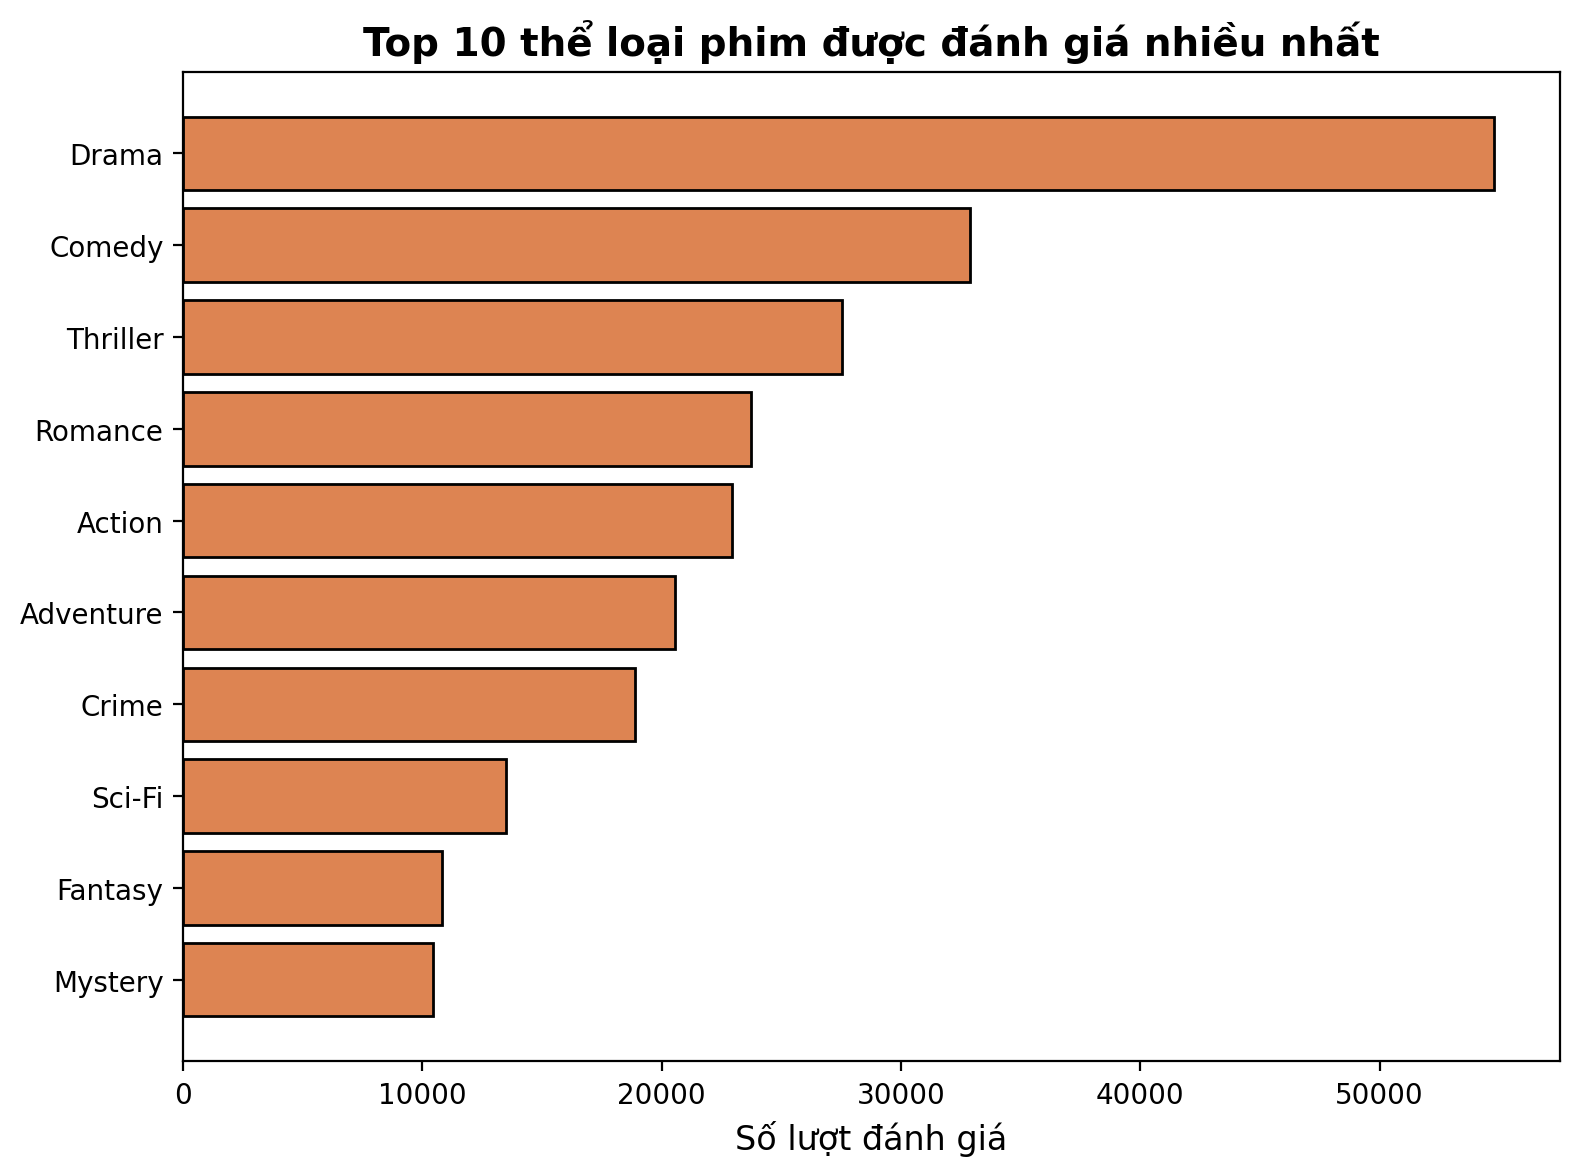 Top 10 thể loại phim được đánh giá nhiều nhất
Drama
Comedy
Thriller
Romance
Action
Adventure
Crime
Sci-Fi
Fantasy
Mystery
0 10000 20000 30000 40000 50000
Số lượt đánh giá